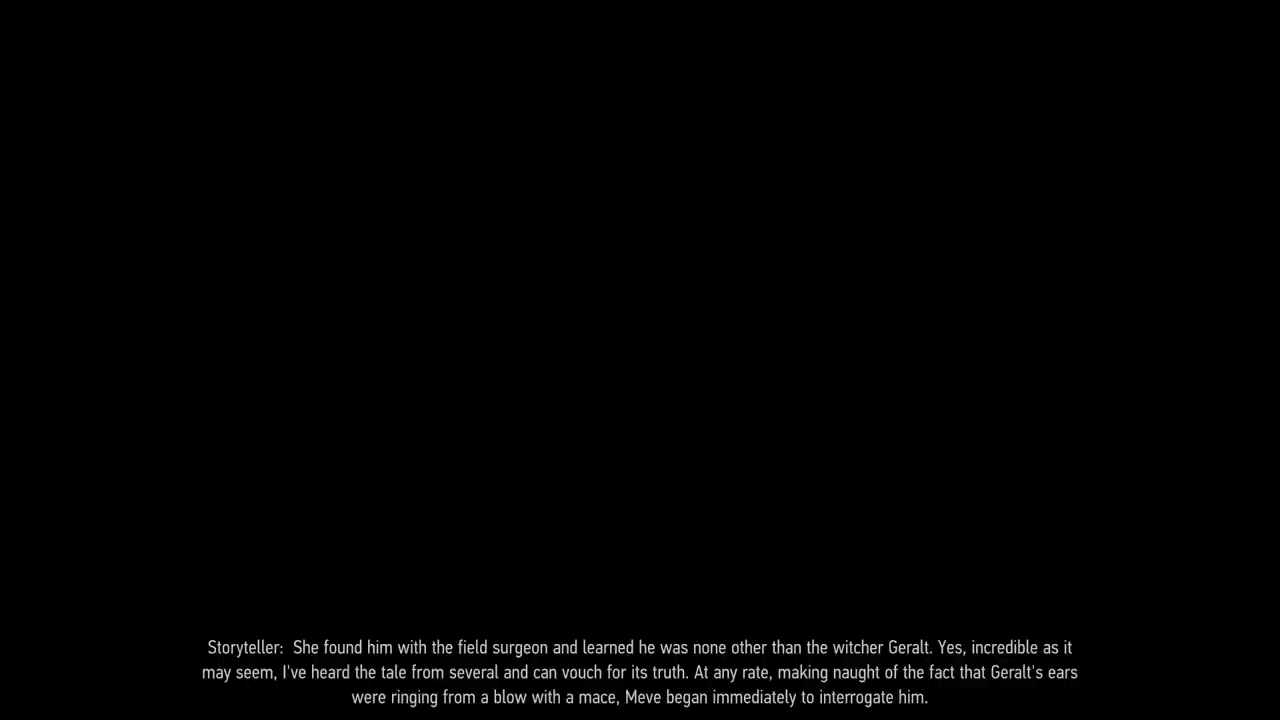 Storyteller:  She found him with the field surgeon and learned he was none other than the witcher Geralt. Yes, incredible as it
may seem, I've heard the tale from several and can vouch for its truth. At any rate, making naught of the fact that Geralt's ears
were ringing from a blow with a mace, Meve began immediately to interrogate him.